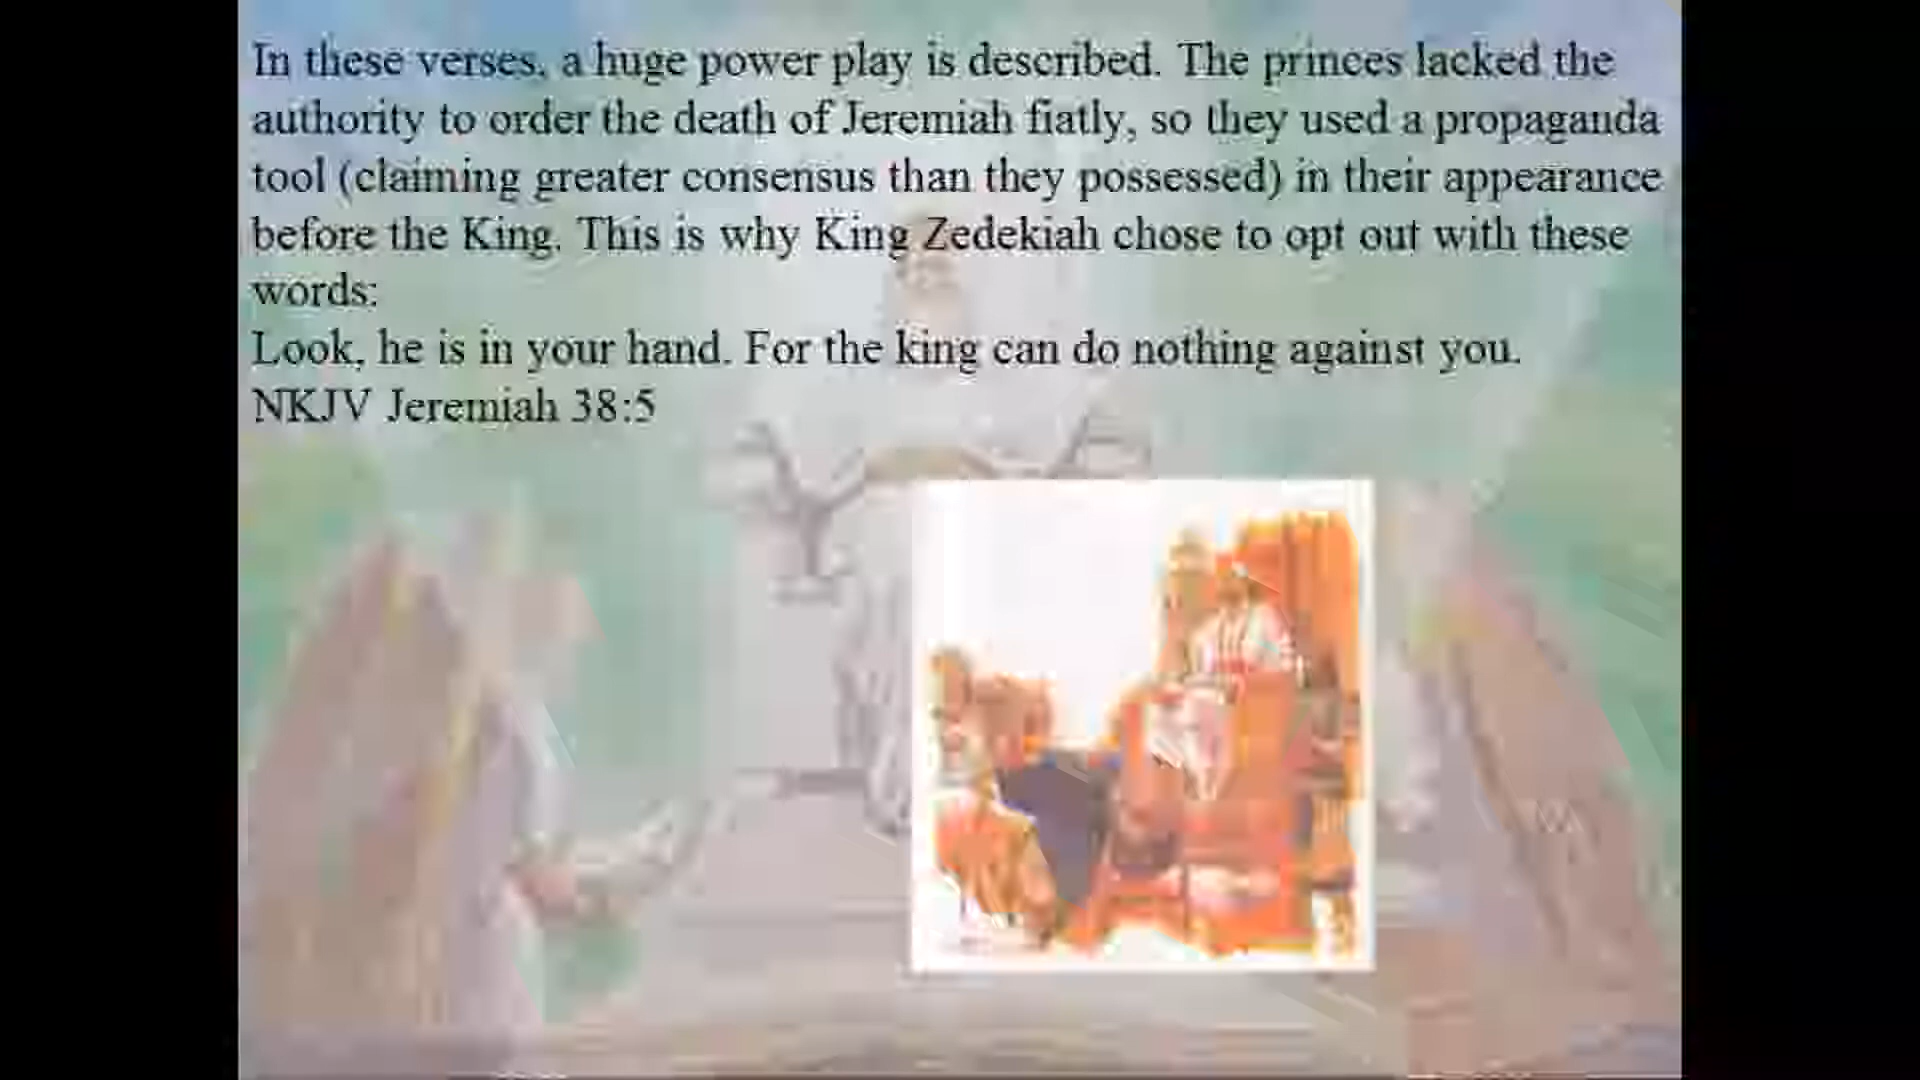 In these verses, a huge power play is described. The princes lacked the
authority to order the death of Jeremiah fiatly, so they used a propaganda
tool (claiming greater consensus than they possessed) in their appearance
before the King. This is why King Zedekiah chose to opt out with these
words:
Look, he is in your hand. For the king can do nothing against you.
NKJV Jeremiah 38:5